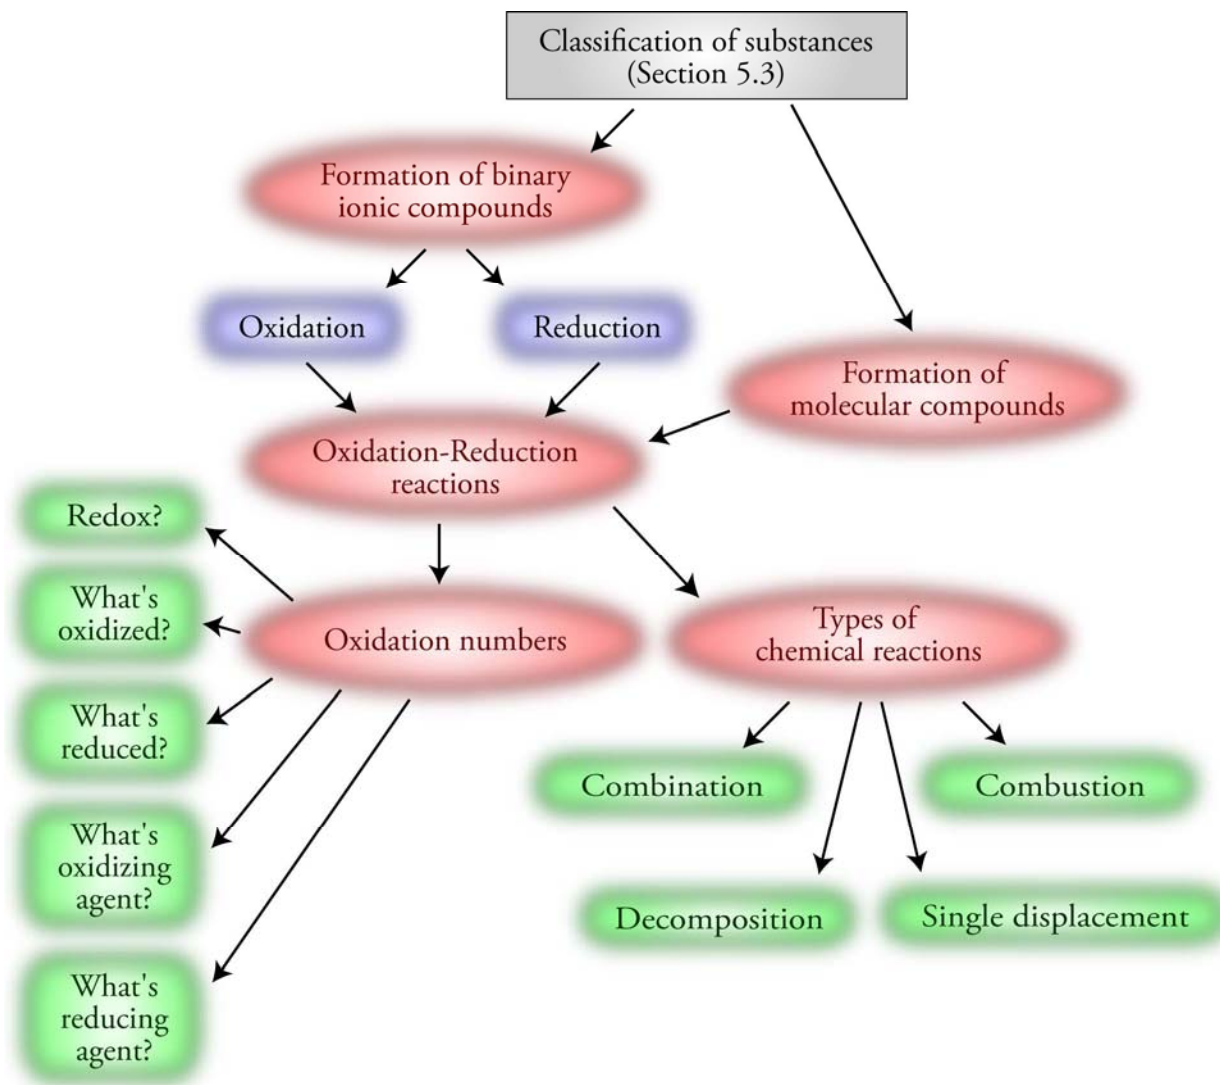 Classification of substances
(Section 5.3)
Formation of binary
ionic compounds
Oxidation
Reduction
Formation of
molecular compounds
Oxidation-Reduction
reactions
Redox?
What's
oxidized?
Oxidation numbers
Types of
chemical reactions
What's
reduced?
Combination
Combustion
What's
oxidizing
agent?
Decomposition
Single displacement
What's
reducing
agent?